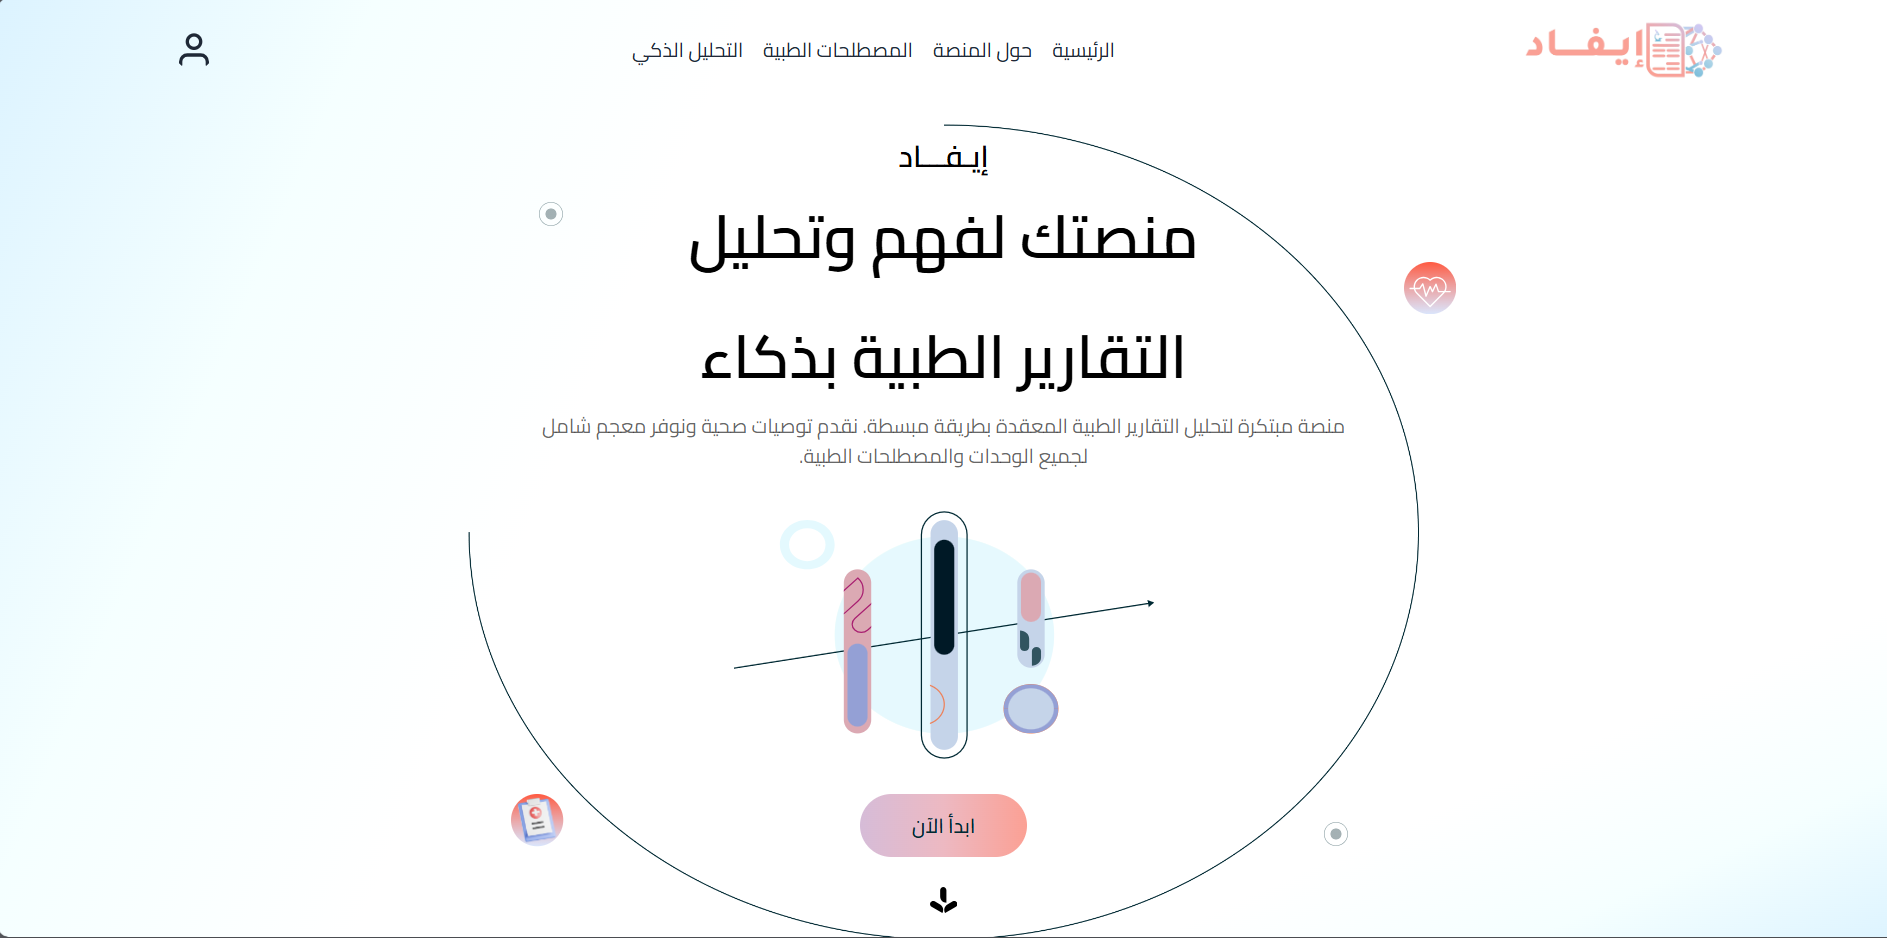 إيفــاد
الرئيسية حول المنصة المصطلحات الطبية التحليل الذكي
إيـفـــاد
منصتك لفهم وتحليل
التقارير الطبية بذكاء
منصة مبتكرة لتحليل التقارير الطبية المعقدة بطريقة مبسطة. نقدم توصيات صحية ونوفر معجم شامل
لجميع الوحدات والمصطلحات الطبية.
ابدأ الآن